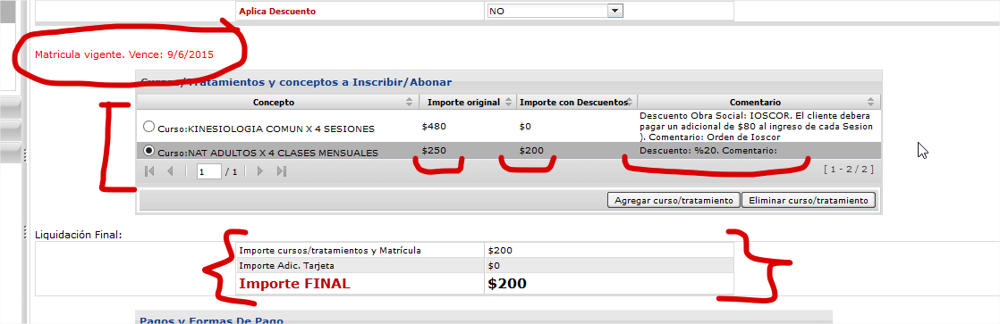 Aplica Descuento NO
Matricula vigente. Vence: 9/6/2015
Cursos/Tratamientos y conceptos a Inscribir/Abonar
Concepto Importe original Importe con Descuentos Comentario
Curso:KINESIOLOGIA COMUN X 4 SESIONES $480 $0 Descuento Obra Social: IOSCOR. El cliente debera
pagar un adicional de $80 al ingreso de cada Sesion
). Comentario: Orden de Ioscor
Curso:NAT ADULTOS X 4 CLASES MENSUALES $250 $200 Descuento: %20. Comentario:
1 / 1 [ 1 - 2 / 2 ]
Agregar curso/tratamiento Eliminar curso/tratamiento
Liquidación Final:
Importe cursos/tratamientos y Matrícula $200
Importe Adic. Tarjeta $0
Importe FINAL $200
Pagos y Formas De Pago